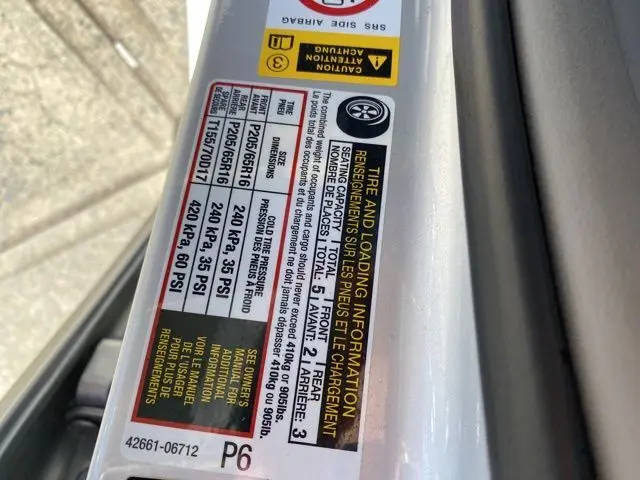 SRS SIDE AIRBAG
CAUTION
ATTENTION
ACHTUNG
3
TIRE AND LOADING INFORMATION
RENSEIGNEMENTS SUR LES PNEUS ET LE CHARGEMENT
SEATING CAPACITY | TOTAL | FRONT | REAR
NOMBRE DE PLACES | TOTAL: 5 | AVANT: 2 | ARRIÈRE: 3
The combined weight of occupants and cargo should never exceed 410kg or 905lbs.
Le poids total des occupants et du chargement ne doit jamais dépasser 410kg ou 905lb.
TIRE SIZE COLD TIRE PRESSURE
PNEU DIMENSIONS PRESSION DES PNEUS À FROID
FRONT
AVANT P205/65R16 240 kPa, 35 PSI
REAR
ARRIÈRE P205/65R16 240 kPa, 35 PSI
SPARE
DE SECOURS T155/70D17 420 kPa, 60 PSI
SEE OWNER'S
MANUAL FOR
ADDITIONAL
INFORMATION
VOIR LE MANUEL
DE L'USAGER
POUR PLUS DE
RENSEIGNEMENTS
42661-06712 P6